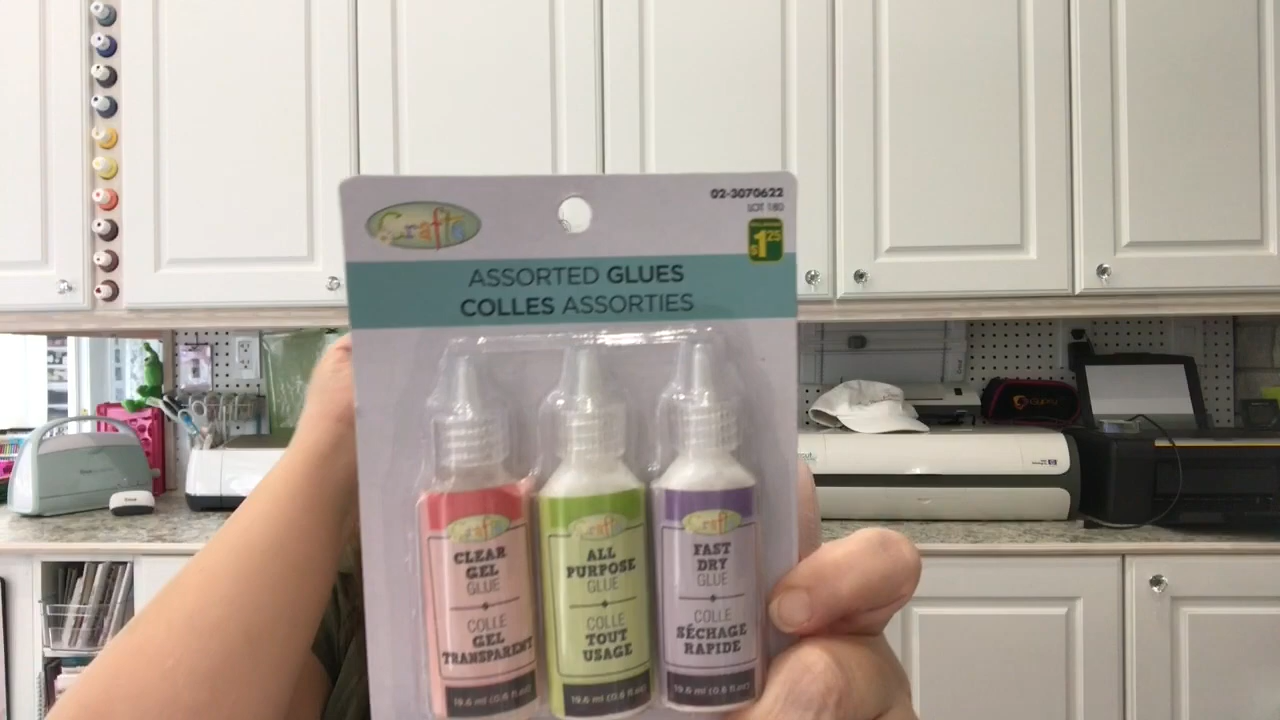 Crafts
02-3070622
LOT 180
$1.25
ASSORTED GLUES
COLLES ASSORTIES
Crafts
CLEAR
GEL
GLUE
COLLE
GEL
TRANSPARENT
19.6 ml (0.6 fl oz)
Crafts
ALL
PURPOSE
GLUE
COLLE
TOUT
USAGE
19.6 ml (0.6 fl oz)
Crafts
FAST
DRY
GLUE
COLLE
SÉCHAGE
RAPIDE
19.6 ml (0.6 fl oz)